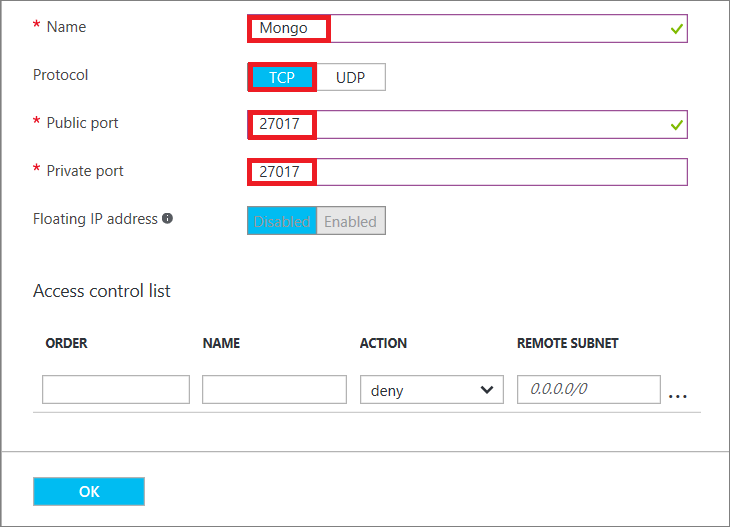 * Name Mongo
Protocol TCP UDP
* Public port 27017
* Private port 27017
Floating IP address Disabled Enabled
Access control list
ORDER NAME ACTION REMOTE SUBNET
deny 0.0.0.0/0 ...
OK